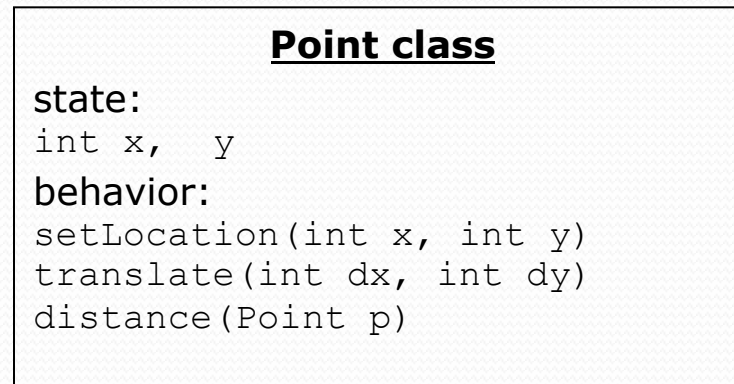 Point class
state:
int x,  y
behavior:
setLocation(int x, int y)
translate(int dx, int dy)
distance(Point p)